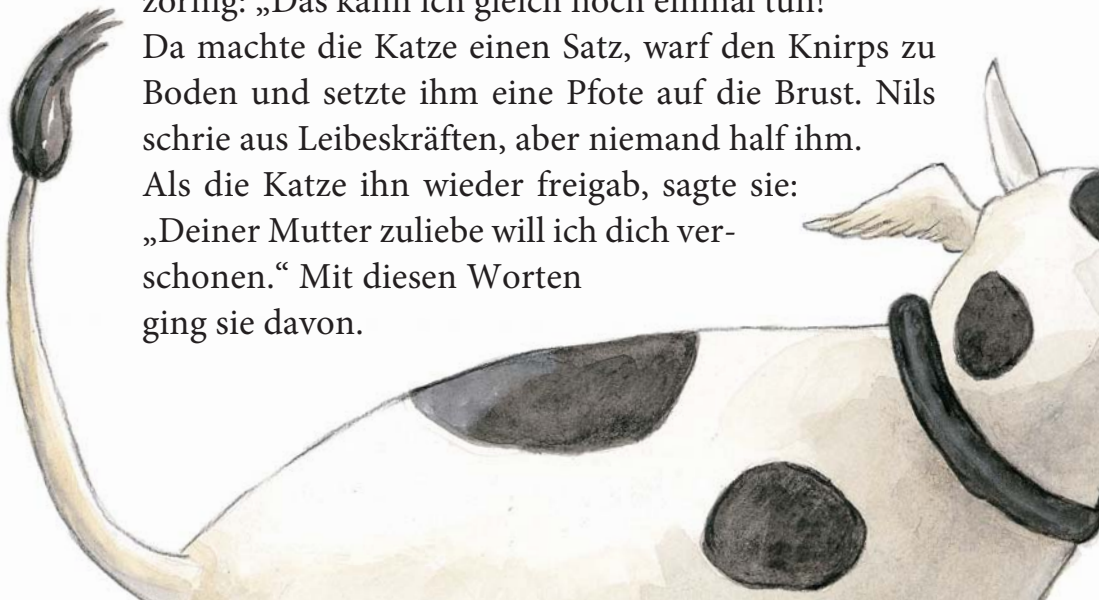 zornig: „Das kann ich gleich noch einmal tun!“
Da machte die Katze einen Satz, warf den Knirps zu
Boden und setzte ihm eine Pfote auf die Brust. Nils
schrie aus Leibeskräften, aber niemand half ihm.
Als die Katze ihn wieder freigab, sagte sie:
„Deiner Mutter zuliebe will ich dich ver-
schonen.“ Mit diesen Worten
ging sie davon.